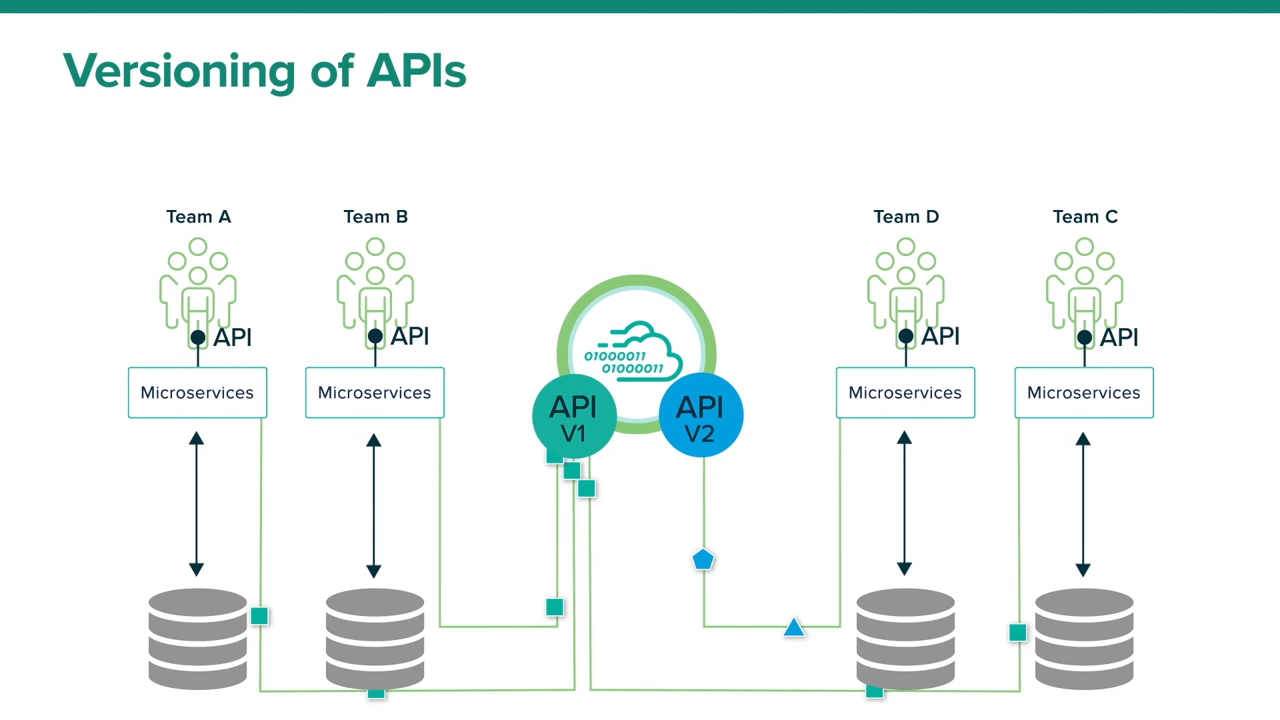 Versioning of APIs
Team A
Team B
Team D
Team C
API
API
API
API
01000011
01000011
Microservices
Microservices
API
V1
API
V2
Microservices
Microservices